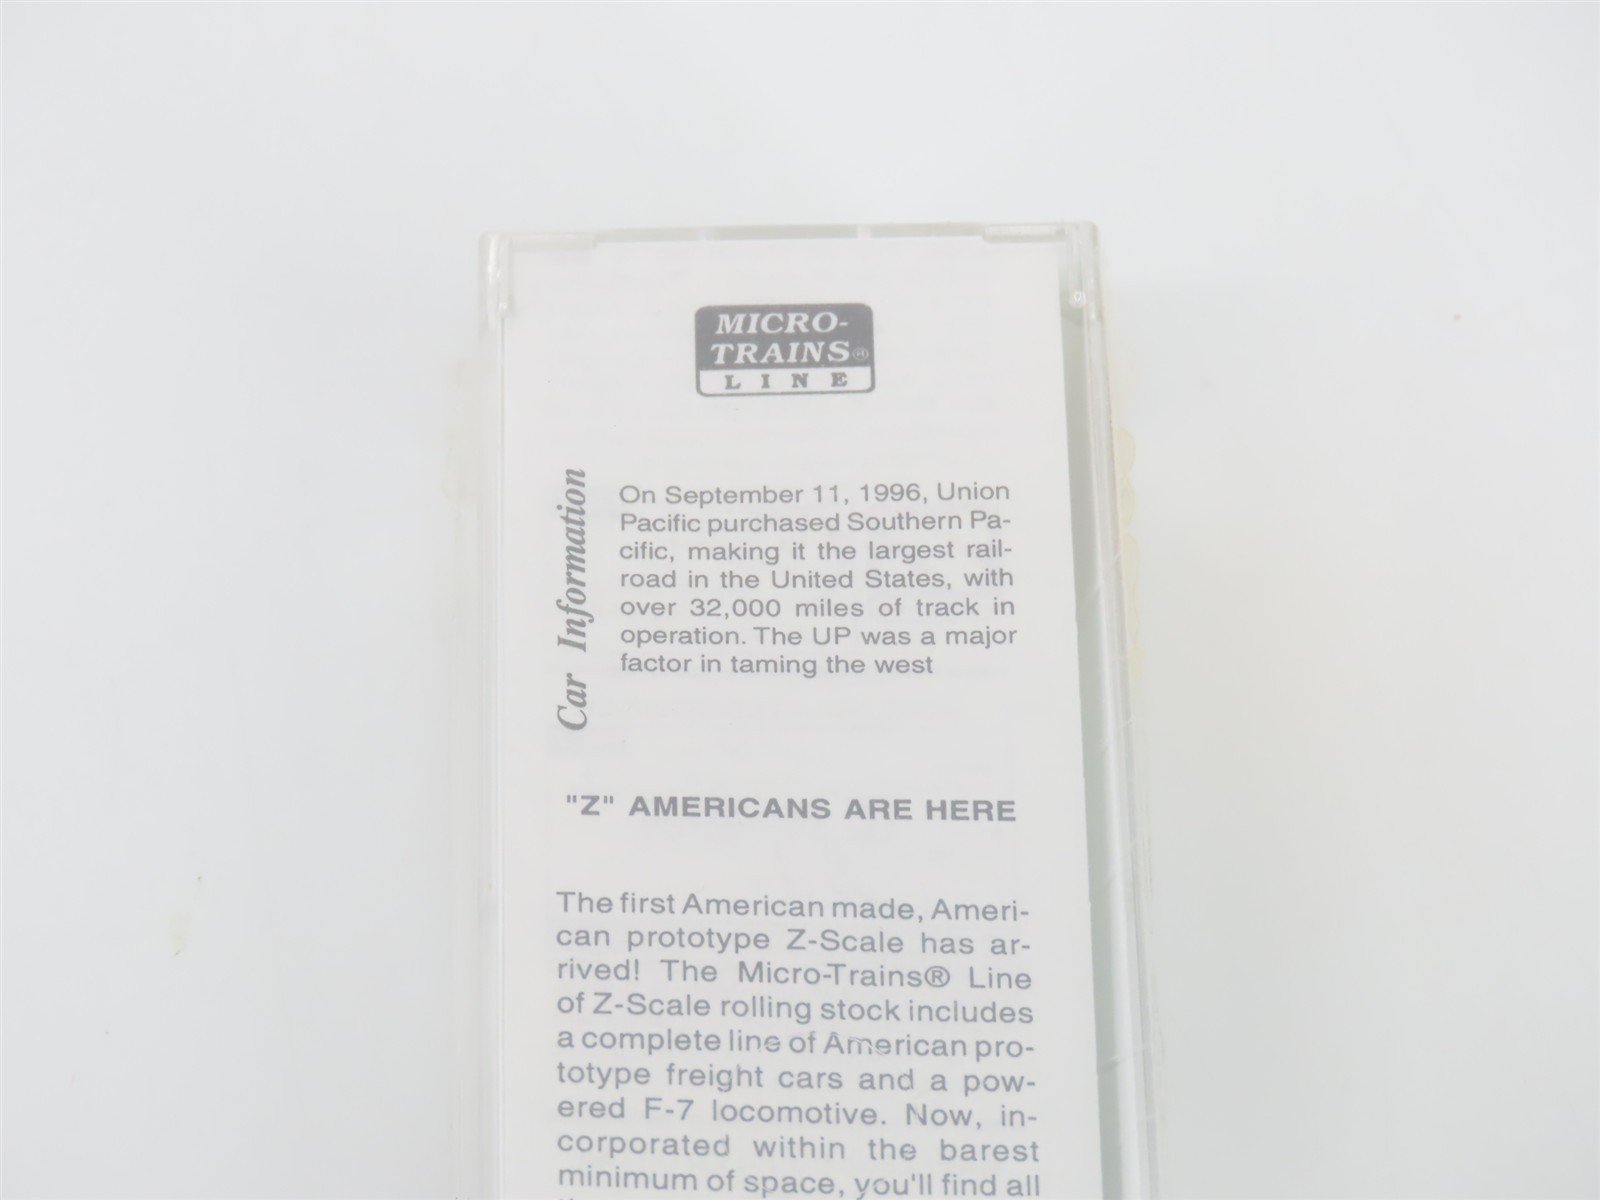 MICRO-
TRAINS®
LINE
Car Information
On September 11, 1996, Union
Pacific purchased Southern Pa-
cific, making it the largest rail-
road in the United States, with
over 32,000 miles of track in
operation. The UP was a major
factor in taming the west
"Z" AMERICANS ARE HERE
The first American made, Ameri-
can prototype Z-Scale has ar-
rived! The Micro-Trains® Line
of Z-Scale rolling stock includes
a complete line of American pro-
totype freight cars and a pow-
ered F-7 locomotive. Now, in-
corporated within the barest
minimum of space, you'll find all